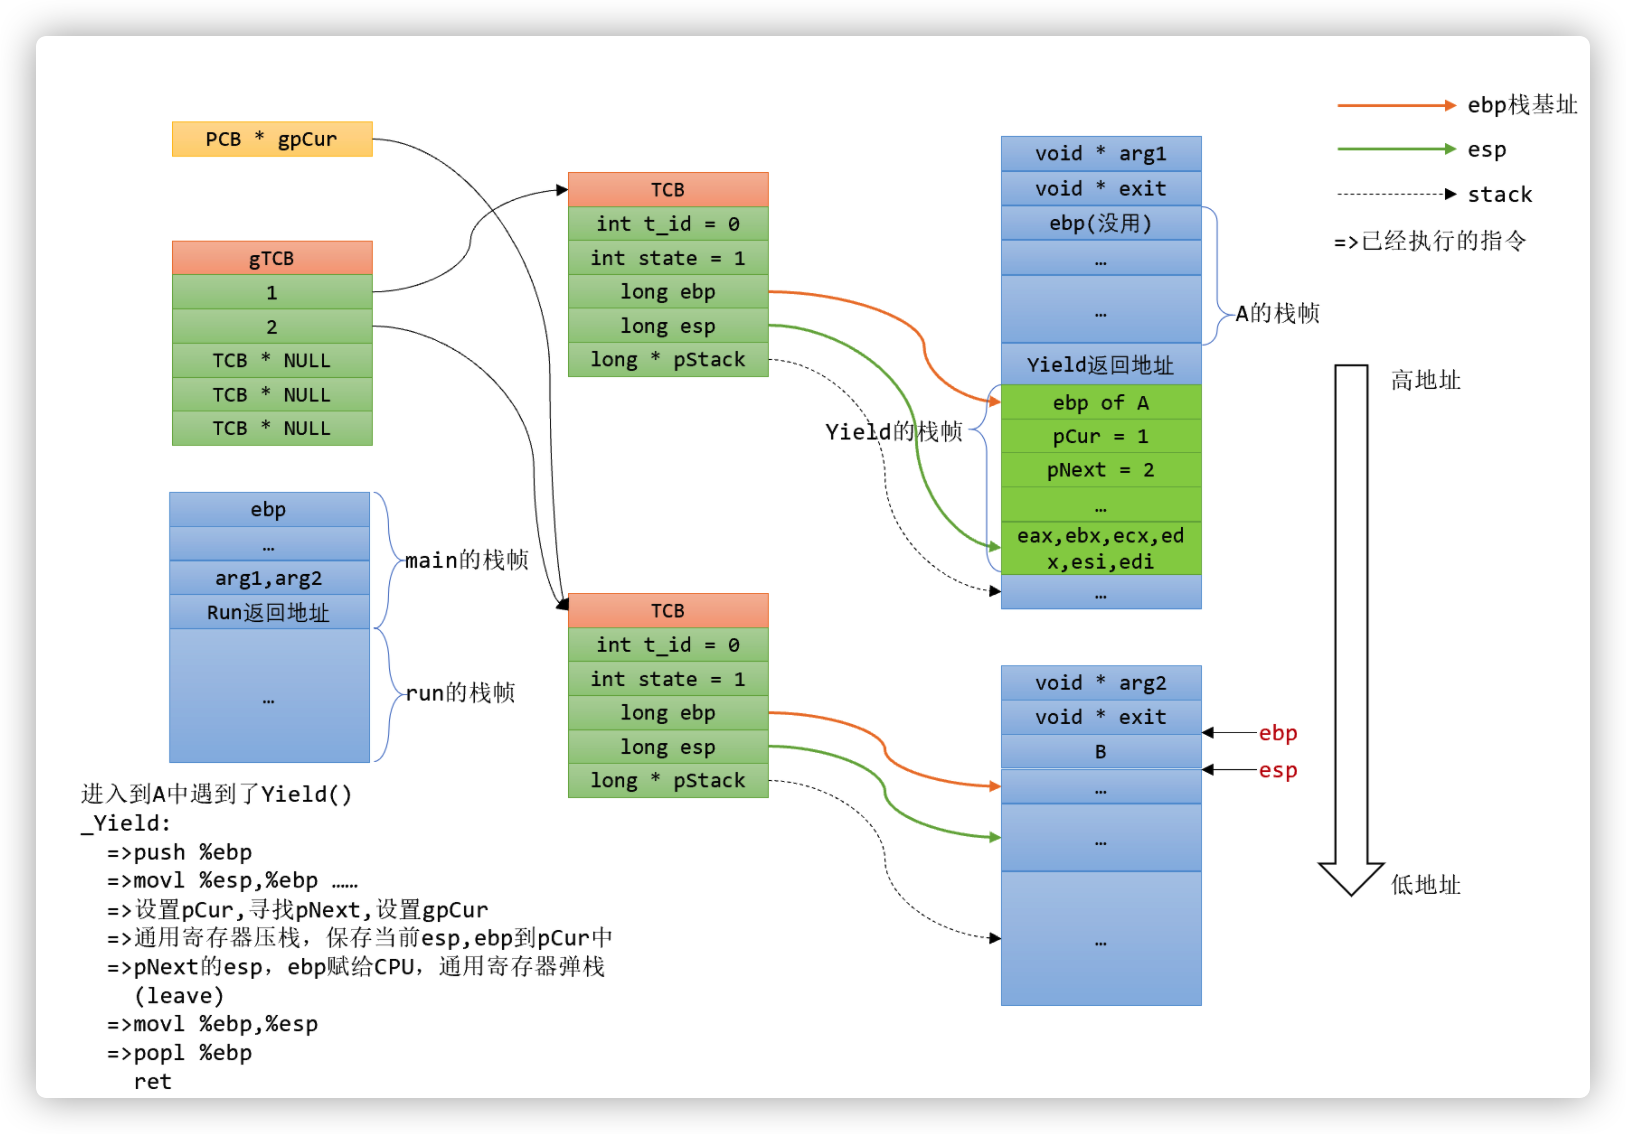 PCB * gpCur
gTCB
1
2
TCB * NULL
TCB * NULL
TCB * NULL
ebp
…
arg1,arg2
Run返回地址
…
main的栈帧
run的栈帧
进入到A中遇到了Yield()
_Yield:
=>push %ebp
=>movl %esp,%ebp ……
=>设置pCur,寻找pNext,设置gpCur
=>通用寄存器压栈，保存当前esp,ebp到pCur中
=>pNext的esp，ebp赋给CPU，通用寄存器弹栈
(leave)
=>movl %ebp,%esp
=>popl %ebp
ret
TCB
int t_id = 0
int state = 1
long ebp
long esp
long * pStack
TCB
int t_id = 0
int state = 1
long ebp
long esp
long * pStack
void * arg1
void * exit
ebp(没用)
…
…
Yield返回地址
ebp of A
pCur = 1
pNext = 2
…
eax,ebx,ecx,ed
x,esi,edi
…
A的栈帧
Yield的栈帧
void * arg2
void * exit
B
…
…
…
ebp
esp
ebp栈基址
esp
stack
=>已经执行的指令
高地址
低地址